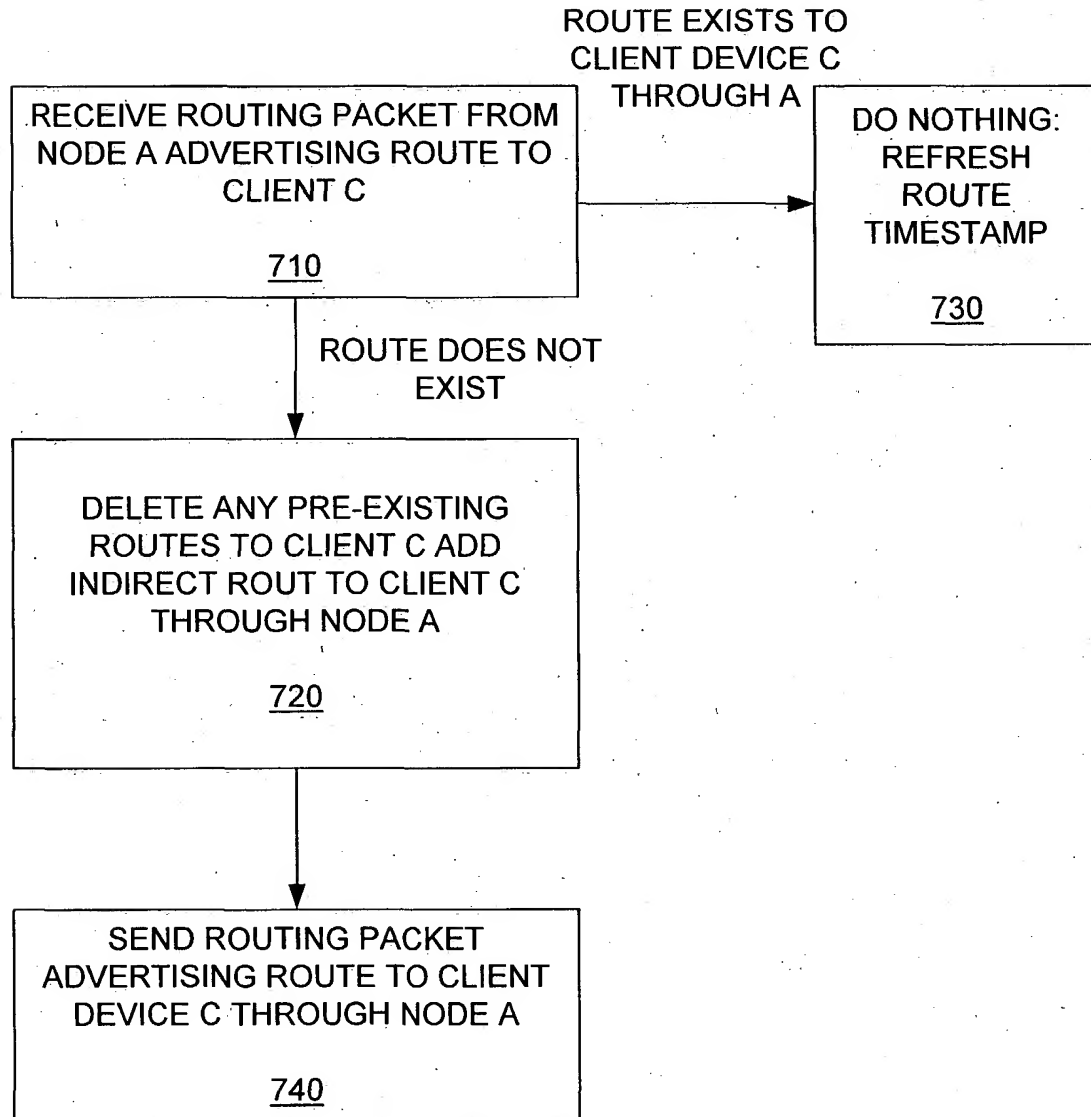 ROUTE EXISTS TO
CLIENT DEVICE C
THROUGH A
RECEIVE ROUTING PACKET FROM
NODE A ADVERTISING ROUTE TO
CLIENT C
710
DO NOTHING:
REFRESH
ROUTE
TIMESTAMP
730
ROUTE DOES NOT
EXIST
DELETE ANY PRE-EXISTING
ROUTES TO CLIENT C ADD
INDIRECT ROUT TO CLIENT C
THROUGH NODE A
720
SEND ROUTING PACKET
ADVERTISING ROUTE TO CLIENT
DEVICE C THROUGH NODE A
740